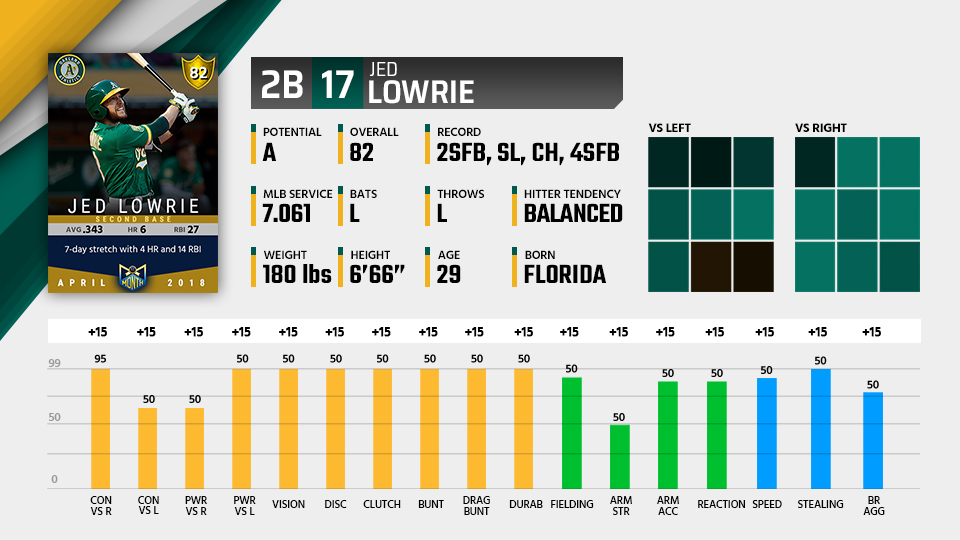 OAKLAND ATHLETICS
A's
82
JED LOWRIE
SECOND BASE
AVG .343 HR 6 RBI 27
7-day stretch with 4 HR and 14 RBI
APRIL MONTH 2018
2B 17 JED LOWRIE
POTENTIAL OVERALL RECORD
A 82 2SFB, SL, CH, 4SFB
MLB SERVICE BATS THROWS HITTER TENDENCY
7.061 L L BALANCED
WEIGHT HEIGHT AGE BORN
180 lbs 6’66” 29 FLORIDA
VS LEFT VS RIGHT
+15 +15 +15 +15 +15 +15 +15 +15 +15 +15 +15 +15 +15 +15 +15 +15 +15
99
50
0
95 50 50 50 50 50 50 50 50 50 50 50 50 50 50 50 50
CON VS R
CON VS L
PWR VS R
PWR VS L
VISION
DISC
CLUTCH
BUNT
DRAG BUNT
DURAB
FIELDING
ARM STR
ARM ACC
REACTION
SPEED
STEALING
BR AGG